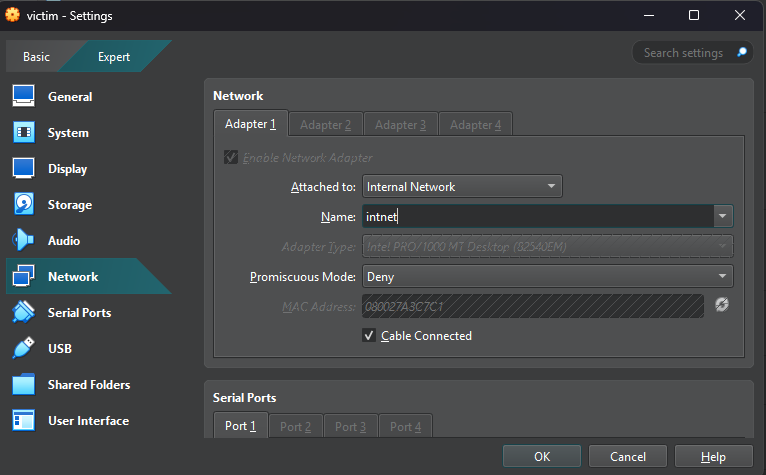 victim - Settings
Basic Expert
Search settings
General
System
Display
Storage
Audio
Network
Serial Ports
USB
Shared Folders
User Interface
Network
Adapter 1 Adapter 2 Adapter 3 Adapter 4
Enable Network Adapter
Attached to: Internal Network
Name: intnet
Adapter Type: Intel PRO/1000 MT Desktop (82540EM)
Promiscuous Mode: Deny
MAC Address: 080027A3C7C1
Cable Connected
Serial Ports
Port 1 Port 2 Port 3 Port 4
OK Cancel Help